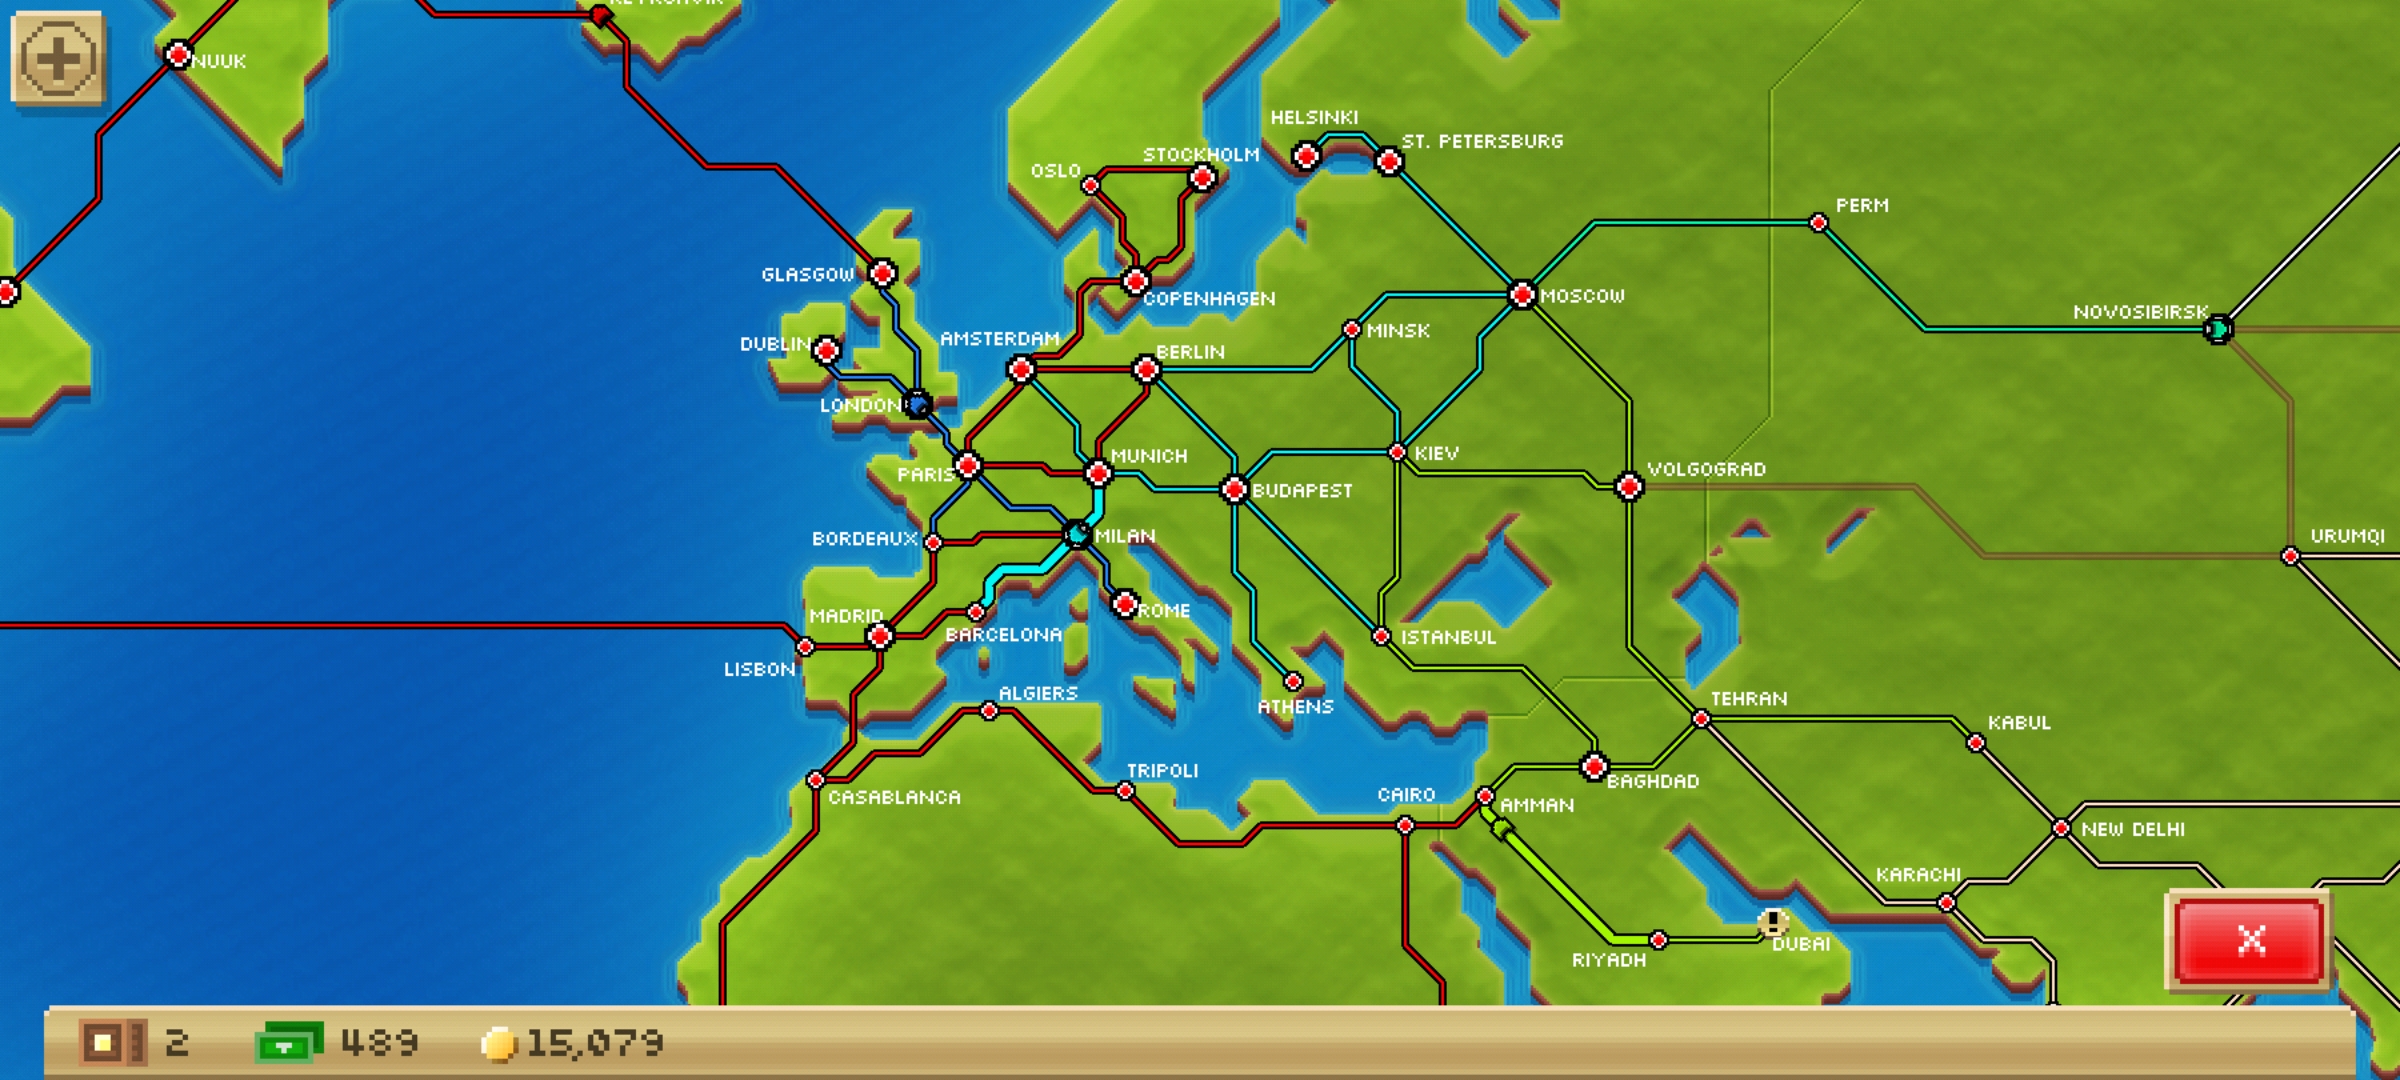 NUUK
HELSINKI
ST. PETERSBURG
STOCKHOLM
OSLO
PERM
GLASGOW
COPENHAGEN
MOSCOW
NOVOSIBIRSK
DUBLIN
AMSTERDAM
BERLIN
MINSK
LONDON
PARIS
MUNICH
KIEV
VOLGOGRAD
BUDAPEST
BORDEAUX
MILAN
URUMQI
MADRID
ROME
BARCELONA
ISTANBUL
LISBON
ALGIERS
ATHENS
TEHRAN
KABUL
TRIPOLI
BAGHDAD
CASABLANCA
CAIRO
AMMAN
NEW DELHI
KARACHI
RIYADH
DUBAI
2 489 15,079